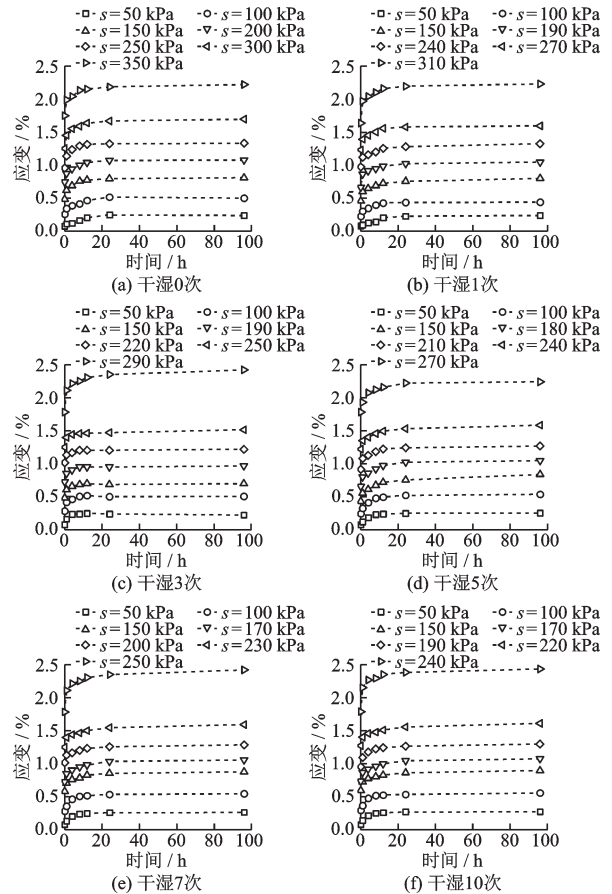 s=50 kPa s=100 kPa
s=150 kPa s=200 kPa
s=250 kPa s=300 kPa
s=350 kPa
2.5
2.0
1.5
1.0
0.5
0.0
应变 / %
0 20 40 60 80 100
时间 / h
(a) 干湿0次
s=50 kPa s=100 kPa
s=150 kPa s=190 kPa
s=240 kPa s=270 kPa
s=310 kPa
2.5
2.0
1.5
1.0
0.5
0.0
应变 / %
0 20 40 60 80 100
时间 / h
(b) 干湿1次
s=50 kPa s=100 kPa
s=150 kPa s=190 kPa
s=220 kPa s=250 kPa
s=290 kPa
2.5
2.0
1.5
1.0
0.5
0.0
应变 / %
0 20 40 60 80 100
时间 / h
(c) 干湿3次
s=50 kPa s=100 kPa
s=150 kPa s=180 kPa
s=210 kPa s=240 kPa
s=270 kPa
2.5
2.0
1.5
1.0
0.5
0.0
应变 / %
0 20 40 60 80 100
时间 / h
(d) 干湿5次
s=50 kPa s=100 kPa
s=150 kPa s=170 kPa
s=200 kPa s=230 kPa
s=250 kPa
2.5
2.0
1.5
1.0
0.5
0.0
应变 / %
0 20 40 60 80 100
时间 / h
(e) 干湿7次
s=50 kPa s=100 kPa
s=150 kPa s=170 kPa
s=190 kPa s=220 kPa
s=240 kPa
2.5
2.0
1.5
1.0
0.5
0.0
应变 / %
0 20 40 60 80 100
时间 / h
(f) 干湿10次